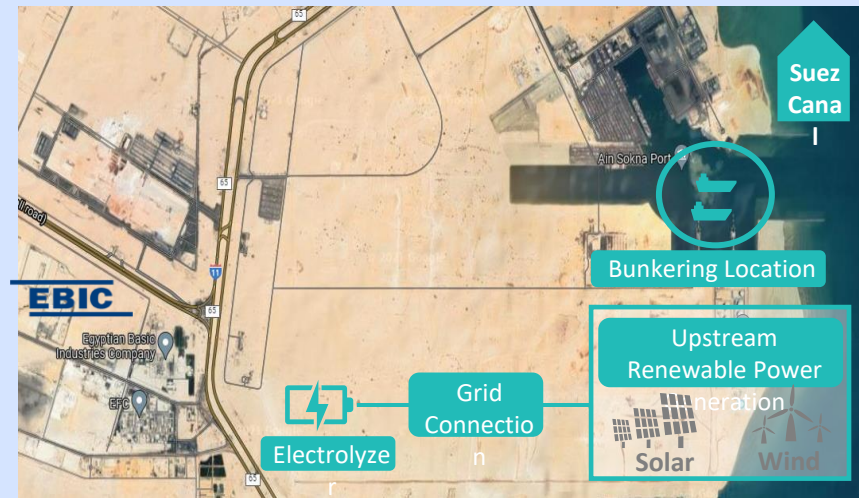 65
Suez
Cana
l
Ain Sokna Port
65
11
Bunkering Location
EBIC
65
Egyptian Basic
Industries Company
Upstream
Renewable Power
neration
EFC
Grid
Connectio
n
Electrolyze
r
Solar
Wind
65